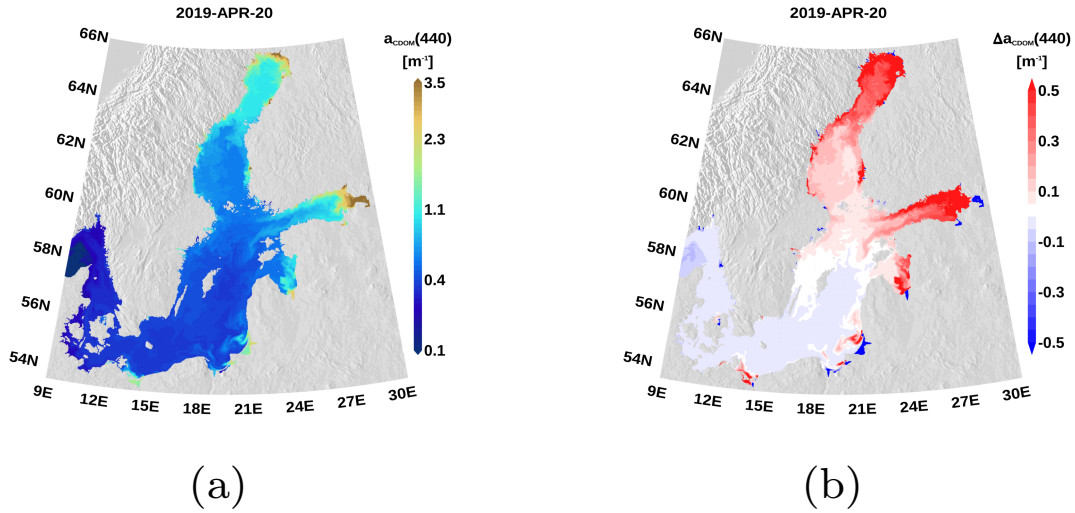 2019-APR-20
66N
64N
62N
60N
58N
56N
54N
9E 12E 15E 18E 21E 24E 27E 30E
aCDOM(440)
[m⁻¹]
3.5
2.3
1.1
0.4
0.1
(a)
2019-APR-20
66N
64N
62N
60N
58N
56N
54N
9E 12E 15E 18E 21E 24E 27E 30E
ΔaCDOM(440)
[m⁻¹]
0.5
0.3
0.1
-0.1
-0.3
-0.5
(b)